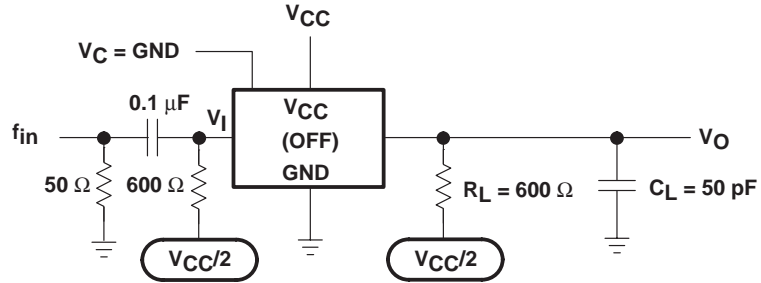 VCC
VC = GND
0.1 μF
VI
VCC
(OFF)
GND
fin
VO
50 Ω
600 Ω
RL = 600 Ω
CL = 50 pF
VCC/2
VCC/2